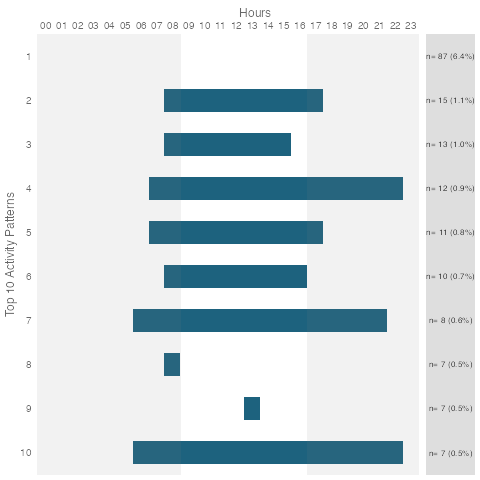 Hours
00 01 02 03 04 05 06 07 08 09 10 11 12 13 14 15 16 17 18 19 20 21 22 23
Top 10 Activity Patterns
1 n= 87 (6.4%)
2 n= 15 (1.1%)
3 n= 13 (1.0%)
4 n= 12 (0.9%)
5 n= 11 (0.8%)
6 n= 10 (0.7%)
7 n= 8 (0.6%)
8 n= 7 (0.5%)
9 n= 7 (0.5%)
10 n= 7 (0.5%)